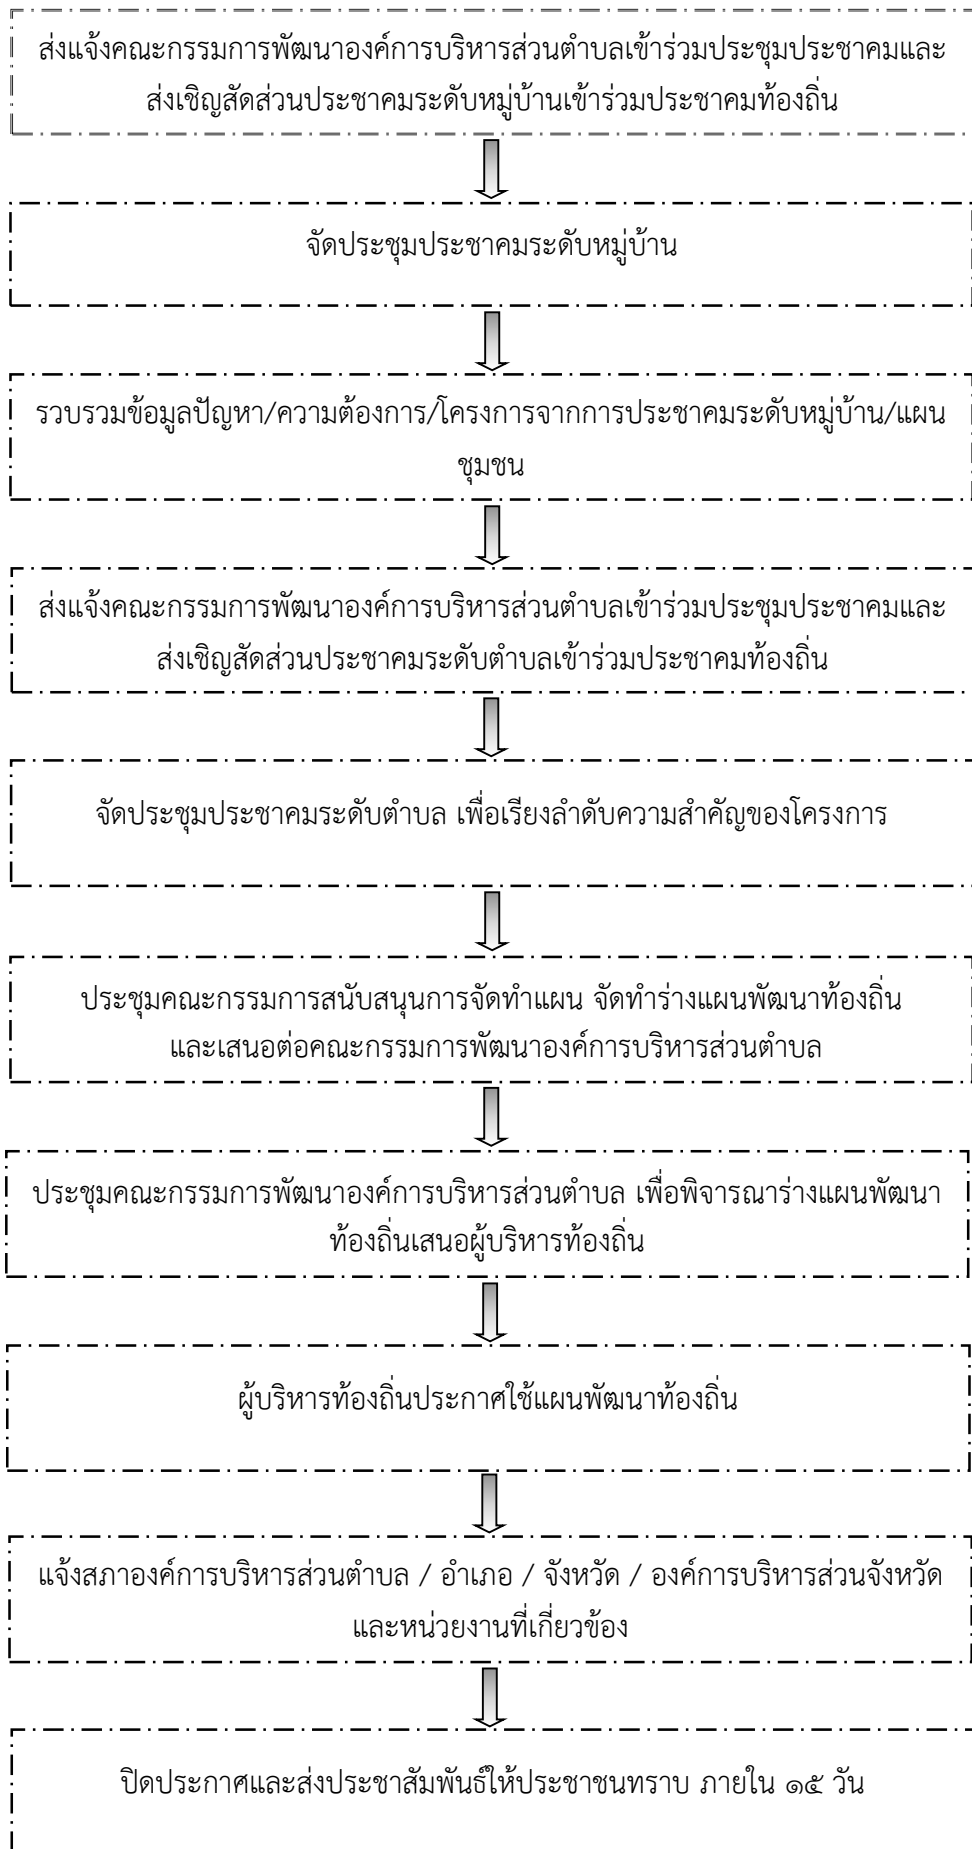 ส่งแจ้งคณะกรรมการพัฒนาองค์การบริหารส่วนตำบลเข้าร่วมประชุมประชาคมและ
ส่งเชิญสัดส่วนประชาคมระดับหมู่บ้านเข้าร่วมประชาคมท้องถิ่น
จัดประชุมประชาคมระดับหมู่บ้าน
รวบรวมข้อมูลปัญหา/ความต้องการ/โครงการจากการประชาคมระดับหมู่บ้าน/แผน
ชุมชน
ส่งแจ้งคณะกรรมการพัฒนาองค์การบริหารส่วนตำบลเข้าร่วมประชุมประชาคมและ
ส่งเชิญสัดส่วนประชาคมระดับตำบลเข้าร่วมประชาคมท้องถิ่น
จัดประชุมประชาคมระดับตำบล เพื่อเรียงลำดับความสำคัญของโครงการ
ประชุมคณะกรรมการสนับสนุนการจัดทำแผน จัดทำร่างแผนพัฒนาท้องถิ่น
และเสนอต่อคณะกรรมการพัฒนาองค์การบริหารส่วนตำบล
ประชุมคณะกรรมการพัฒนาองค์การบริหารส่วนตำบล เพื่อพิจารณาร่างแผนพัฒนา
ท้องถิ่นเสนอผู้บริหารท้องถิ่น
ผู้บริหารท้องถิ่นประกาศใช้แผนพัฒนาท้องถิ่น
แจ้งสภาองค์การบริหารส่วนตำบล / อำเภอ / จังหวัด / องค์การบริหารส่วนจังหวัด
และหน่วยงานที่เกี่ยวข้อง
ปิดประกาศและส่งประชาสัมพันธ์ให้ประชาชนทราบ ภายใน ๑๕ วัน